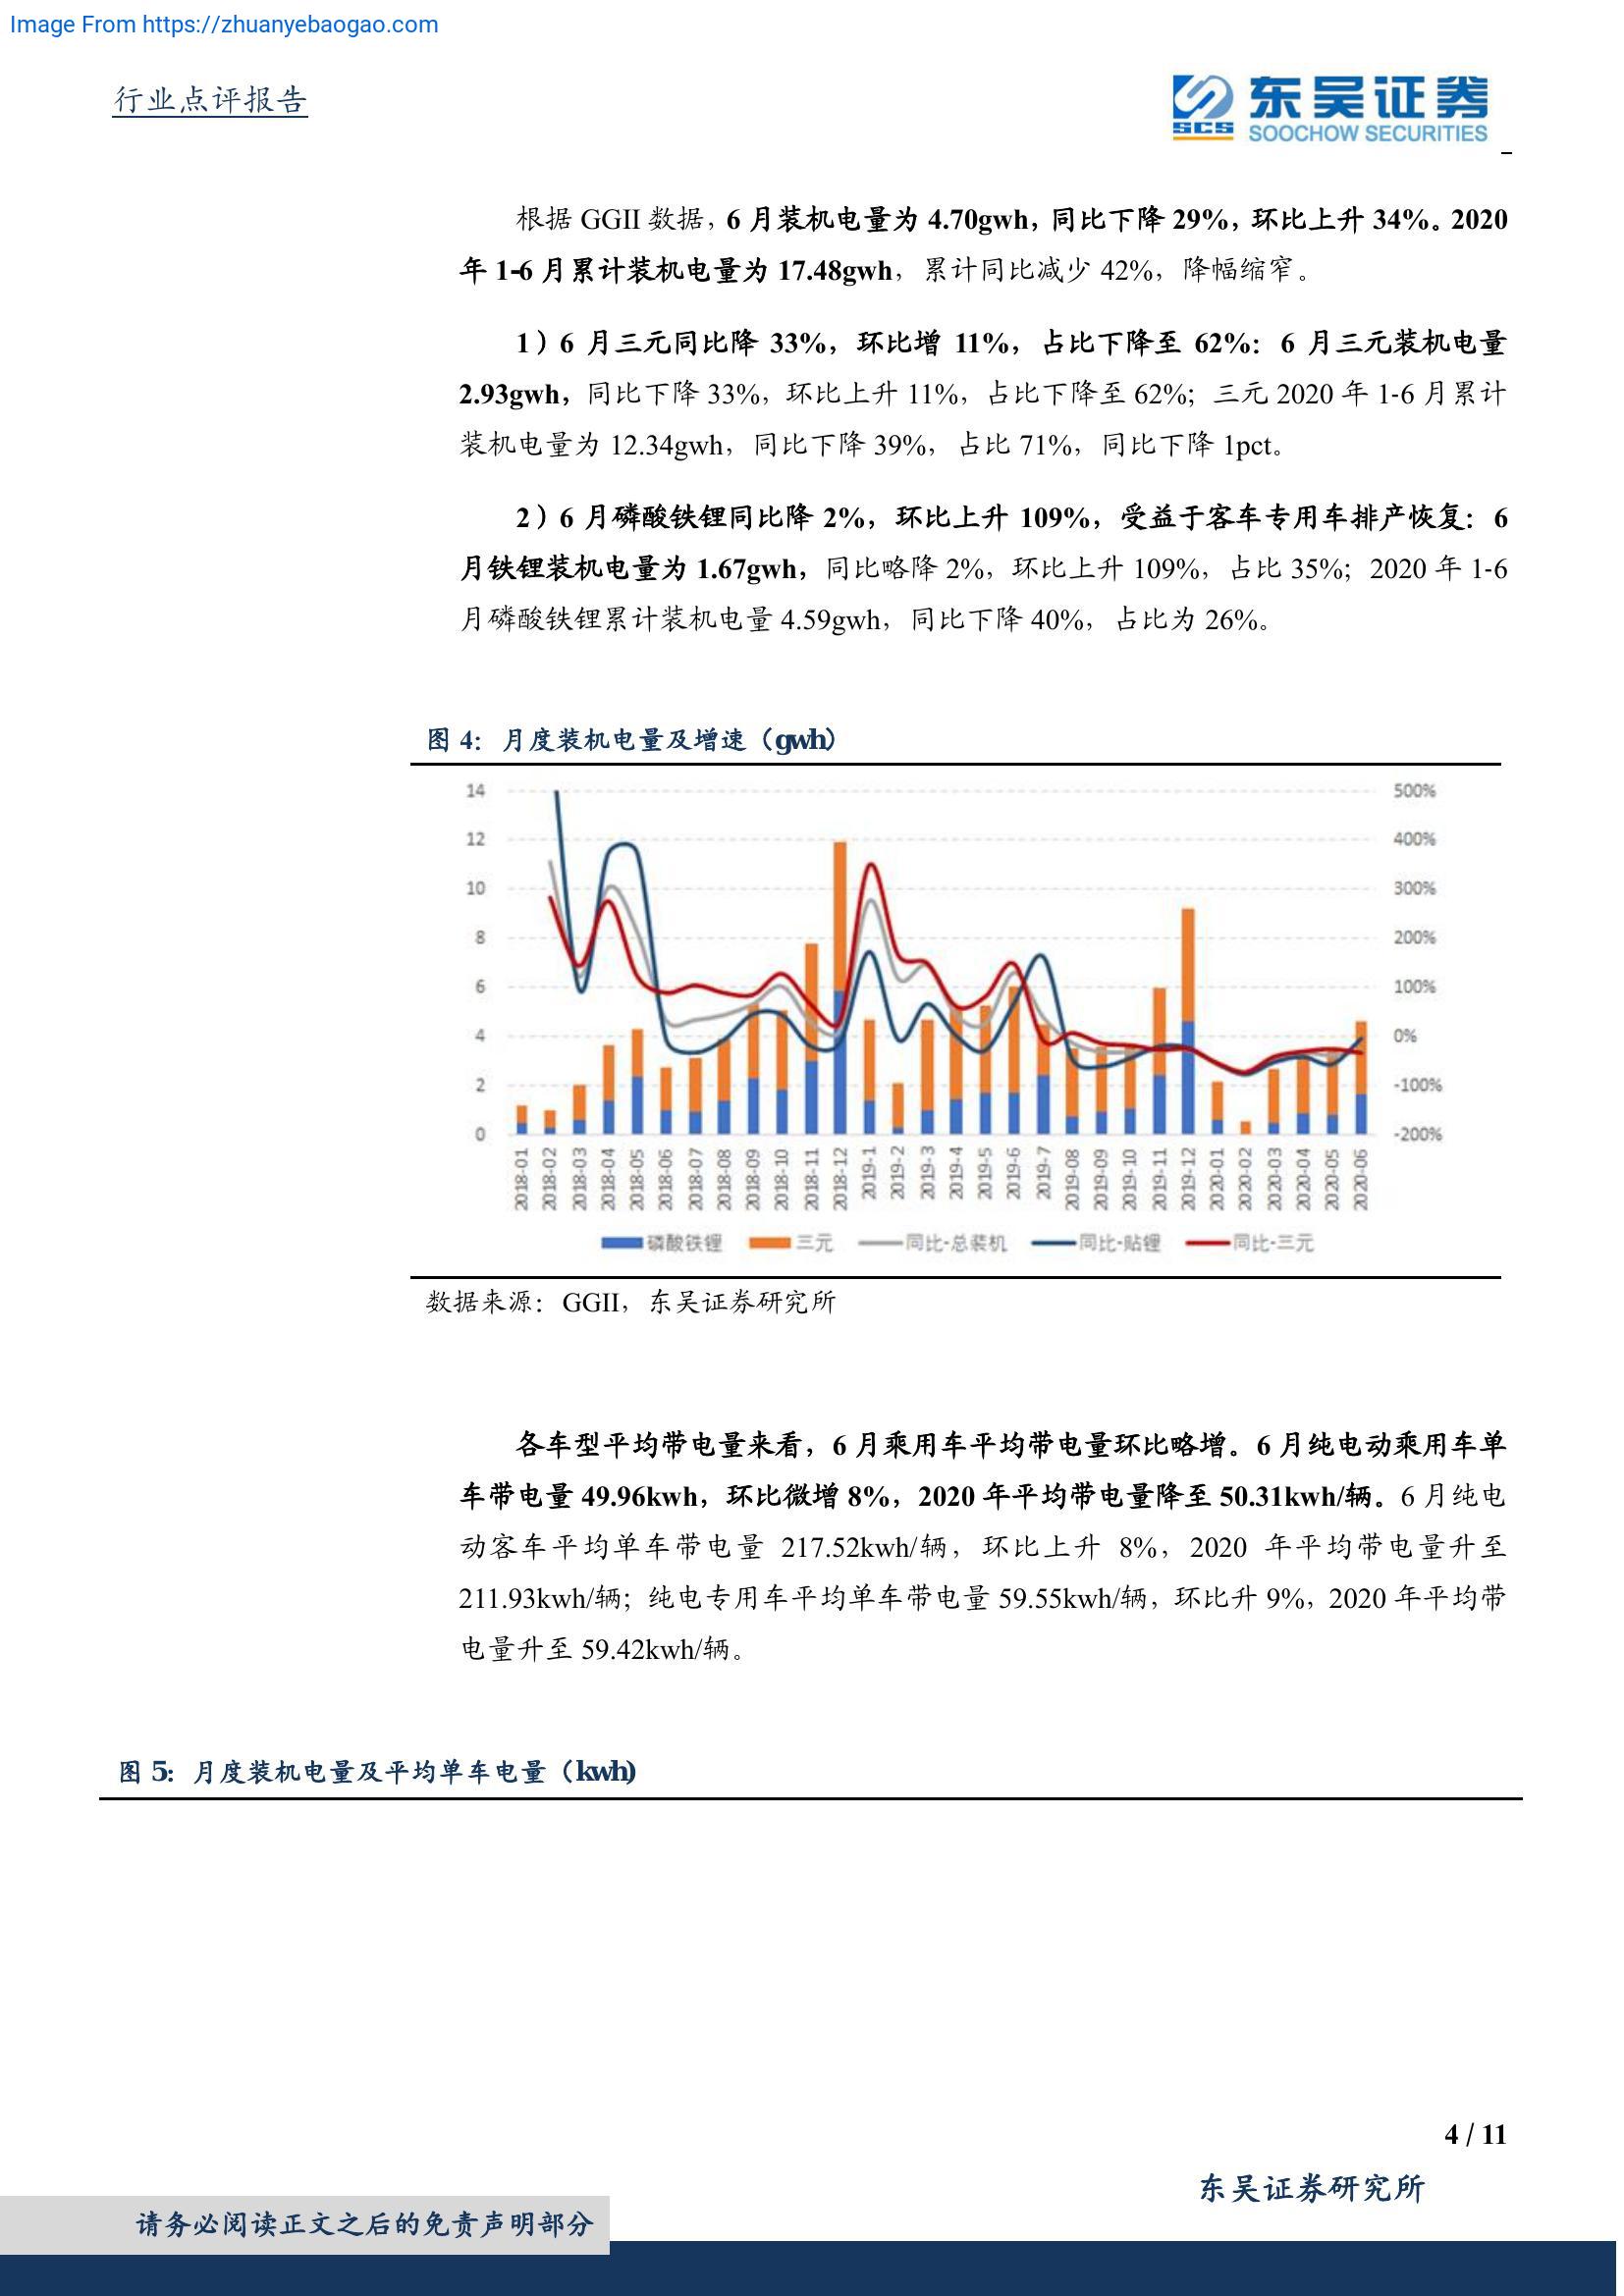 Image From https://zhuanyebaogao.com
行业点评报告
SCS
东吴证券
SOOCHOW SECURITIES
根据 GGII 数据，6 月装机电量为 4.70gwh，同比下降 29%，环比上升 34%。2020
年 1-6 月累计装机电量为 17.48gwh，累计同比减少 42%，降幅缩窄。
1）6 月三元同比降 33%，环比增 11%，占比下降至 62%：6 月三元装机电量
2.93gwh，同比下降 33%，环比上升 11%，占比下降至 62%；三元 2020 年 1-6 月累计
装机电量为 12.34gwh，同比下降 39%，占比 71%，同比下降 1pct。
2）6 月磷酸铁锂同比降 2%，环比上升 109%，受益于客车专用车排产恢复：6
月铁锂装机电量为 1.67gwh，同比略降 2%，环比上升 109%，占比 35%；2020 年 1-6
月磷酸铁锂累计装机电量 4.59gwh，同比下降 40%，占比为 26%。
图 4：月度装机电量及增速（gwh）
14 500%
12 400%
10 300%
8 200%
6 100%
4 0%
2 -100%
0 -200%
2018-01 2018-02 2018-03 2018-04 2018-05 2018-06 2018-07 2018-08 2018-09 2018-10 2018-11 2018-12 2019-1 2019-2 2019-3 2019-4 2019-5 2019-6 2019-7 2019-08 2019-09 2019-10 2019-11 2019-12 2020-01 2020-02 2020-03 2020-04 2020-05 2020-06
磷酸铁锂 三元 同比-总装机 同比-贴锂 同比-三元
数据来源：GGII，东吴证券研究所
各车型平均带电量来看，6 月乘用车平均带电量环比略增。6 月纯电动乘用车单
车带电量 49.96kwh，环比微增 8%，2020 年平均带电量降至 50.31kwh/辆。6 月纯电
动客车平均单车带电量 217.52kwh/辆，环比上升 8%，2020 年平均带电量升至
211.93kwh/辆；纯电专用车平均单车带电量 59.55kwh/辆，环比升 9%，2020 年平均带
电量升至 59.42kwh/辆。
图 5：月度装机电量及平均单车电量（kwh）
4 / 11
东吴证券研究所
请务必阅读正文之后的免责声明部分